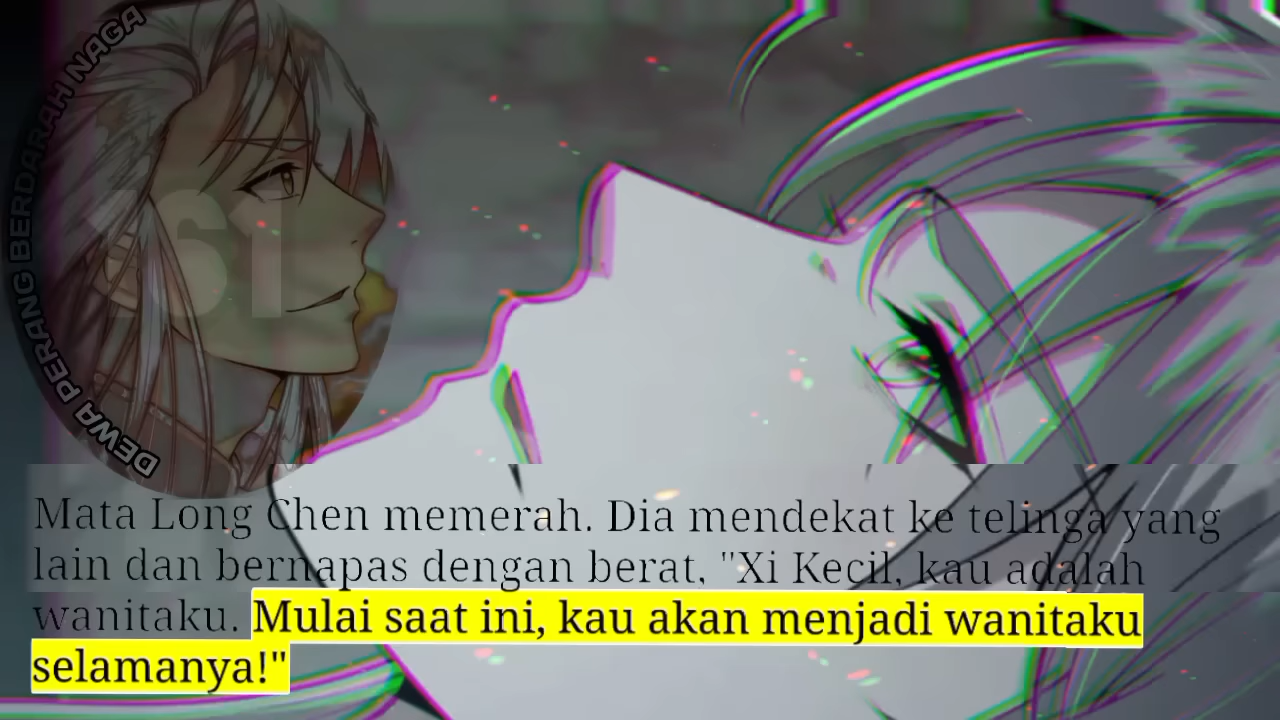 DEWA PERANG BERDARAH NAGA
161
Mata Long Chen memerah. Dia mendekat ke telinga yang
lain dan bernapas dengan berat, "Xi Kecil, kau adalah
wanitaku. Mulai saat ini, kau akan menjadi wanitaku
selamanya!"